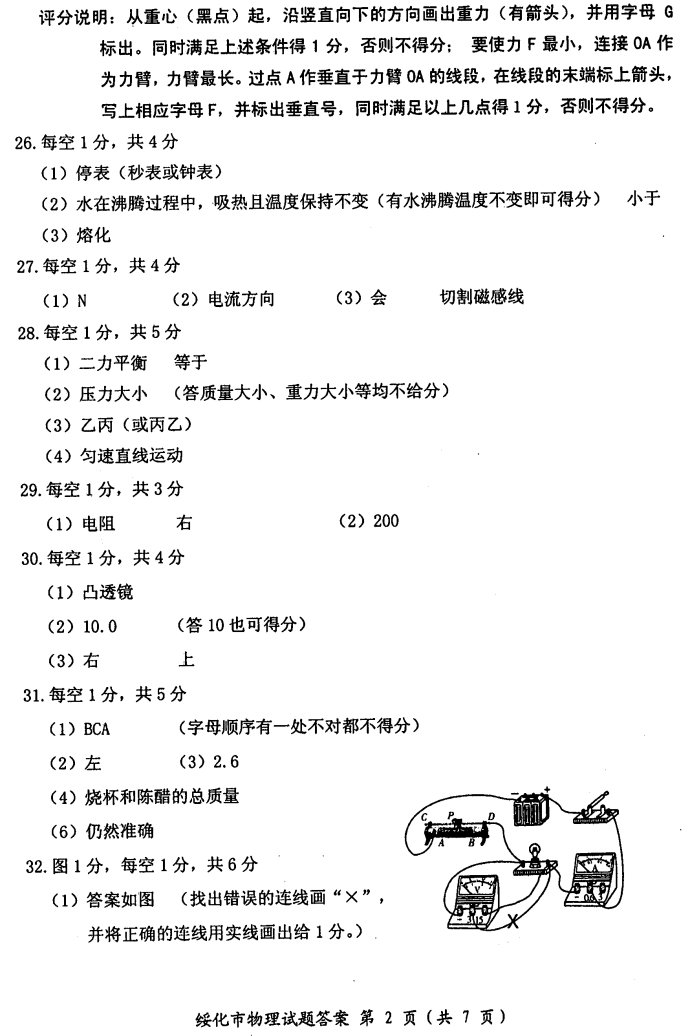 评分说明：从重心（黑点）起，沿竖直向下的方向画出重力（有箭头），并用字母 G
标出。同时满足上述条件得 1 分，否则不得分； 要使力 F 最小，连接 OA 作
为力臂，力臂最长。过点 A 作垂直于力臂 OA 的线段，在线段的末端标上箭头，
写上相应字母 F，并标出垂直号，同时满足以上几点得 1 分，否则不得分。
26. 每空 1 分，共 4 分
（1）停表（秒表或钟表）
（2）水在沸腾过程中，吸热且温度保持不变（有水沸腾温度不变即可得分） 小于
（3）熔化
27. 每空 1 分，共 4 分
（1）N （2）电流方向 （3）会 切割磁感线
28. 每空 1 分，共 5 分
（1）二力平衡 等于
（2）压力大小 （答质量大小、重力大小等均不给分）
（3）乙丙（或丙乙）
（4）匀速直线运动
29. 每空 1 分，共 3 分
（1）电阻 右 （2）200
30. 每空 1 分，共 4 分
（1）凸透镜
（2）10.0 （答 10 也可得分）
（3）右 上
31. 每空 1 分，共 5 分
（1）BCA （字母顺序有一处不对都不得分）
（2）左 （3）2.6
（4）烧杯和陈醋的总质量
（6）仍然准确
32. 图 1 分，每空 1 分，共 6 分
（1）答案如图 （找出错误的连线画“×”，
并将正确的连线用实线画出给 1 分。）
− +
C P D
A B
V
− 3 15
A
− 0.6 3
X
绥化市物理试题答案 第 2 页（共 7 页）